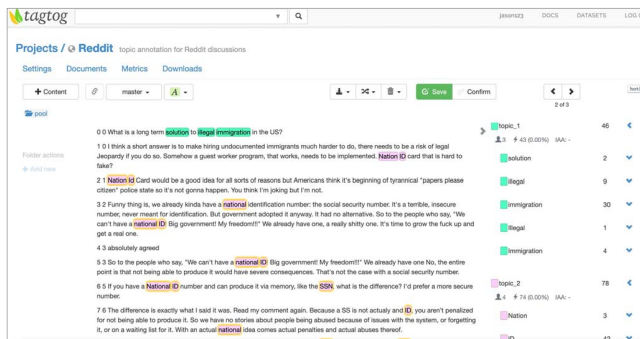 tagtog
jasons23 DOCS DATASETS LOG
Projects / Reddit topic annotation for Reddit discussions
Settings Documents Metrics Downloads
+ Content master A Save Confirm
2 of 3
pool
0 0 What is a long term solution to illegal immigration in the US?
1 0 I think a short answer is to make hiring undocumented immigrants much harder to do, there needs to be a risk of legal
Jeopardy if you do so. Somehow a guest worker program, that works, needs to be implemented. Nation ID card that is hard to
fake?
2 1 Nation Id Card would be a good idea for all sorts of reasons but Americans think it's beginning of tyrannical "papers please
citizen" police state so it's not gonna happen. You think I'm joking but I'm not.
3 2 Funny thing is, we already kinda have a national identification number: the social security number. It's a terrible, insecure
number, never meant for identification. But government adopted it anyway. It had no alternative. So to the people who say, "We
can't have a national ID! Big government! My freedom!!!" We already have one, a really shitty one. It's time to grow the fuck up and
get a real one.
4 3 absolutely agreed
5 3 So to the people who say, "We can't have a national ID! Big government! My freedom!!!" We already have one No, the entire
point is that not being able to produce it would have severe consequences. That's not the case with a social security number.
6 5 If you have a National ID number and can produce it via memory, like the SSN, what is the difference? I'd prefer a more secure
number.
7 6 The difference is exactly what I said it was. Read my comment again. Because a SS is not actualy and ID, you aren't penalized
for not being able to produce it. So we have no stories about people being abused because of issues with the system, or forgetting
it, or on a waiting list for it. With an actual national idea comes actual penalties and actual abuses thereof.
Folder actions:
+ Add new
topic_1 46
3 43 (0.00%) IAA: -
solution 2
illegal 9
immigration 30
Illegal 1
Immigration 4
topic_2 78
4 74 (0.00%) IAA: -
Nation 3
ID 42